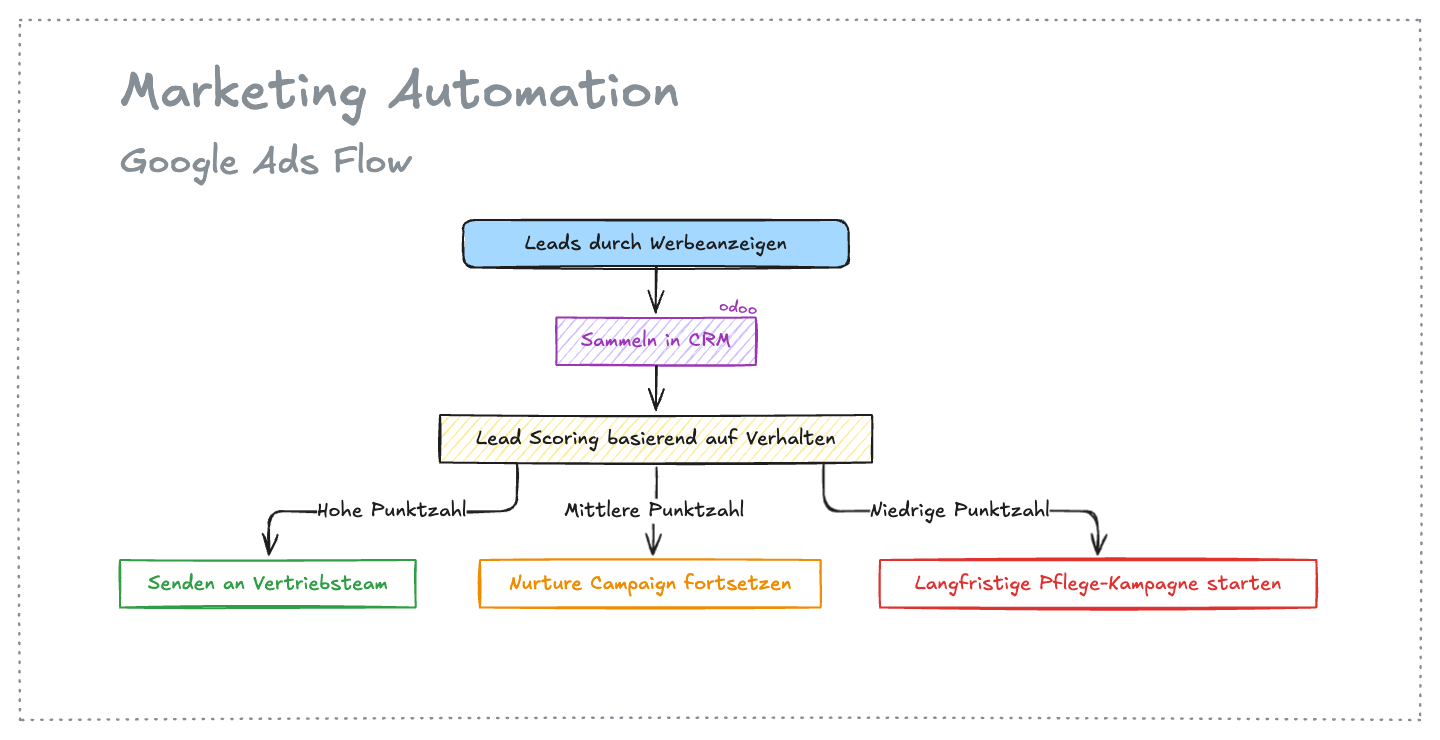 Marketing Automation
Google Ads Flow
Leads durch Werbeanzeigen
odoo
Sammeln in CRM
Lead Scoring basierend auf Verhalten
Hohe Punktzahl
Mittlere Punktzahl
Niedrige Punktzahl
Senden an Vertriebsteam
Nurture Campaign fortsetzen
Langfristige Pflege-Kampagne starten